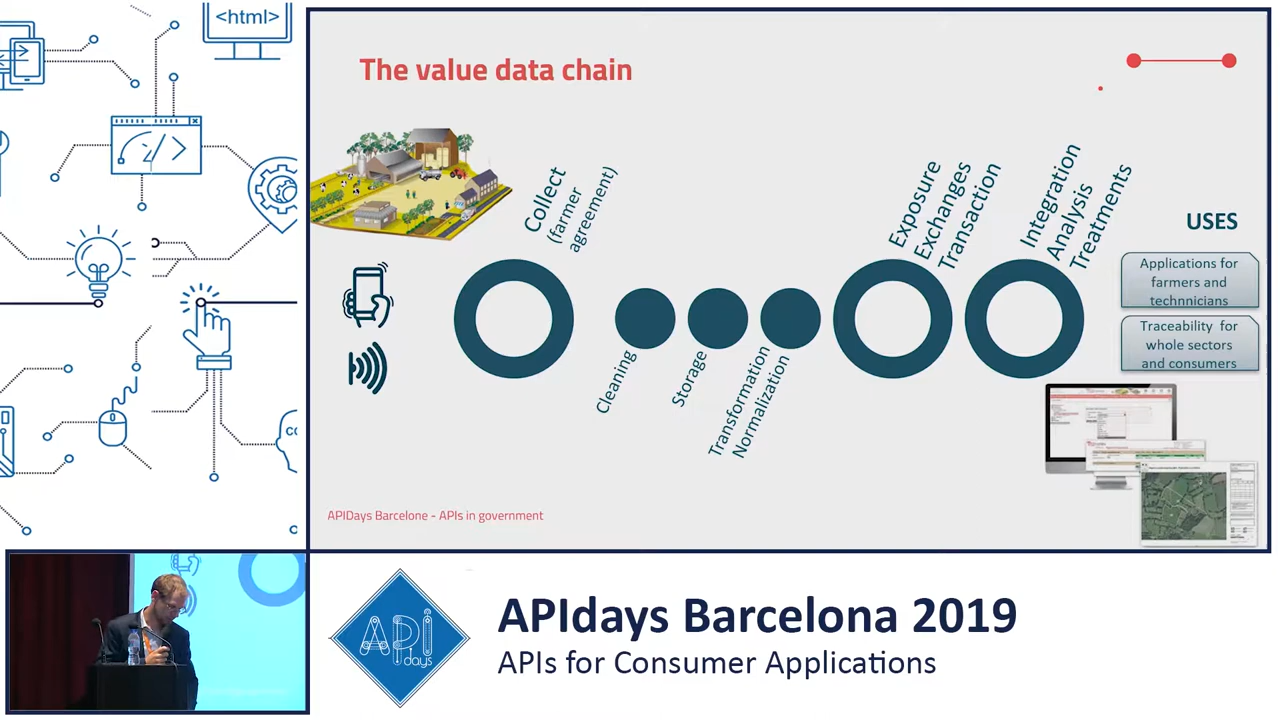 <html>
The value data chain
Collect
(farmer
agreement)
Exposure
Exchanges
Transaction
Integration
Analysis
Treatments
USES
Applications for
farmers and
technnicians
Traceability for
whole sectors
and consumers
Cleaning
Storage
Transformation
Normalization
APIDays Barcelone - APIs in government
API
days
APIdays Barcelona 2019
APIs for Consumer Applications